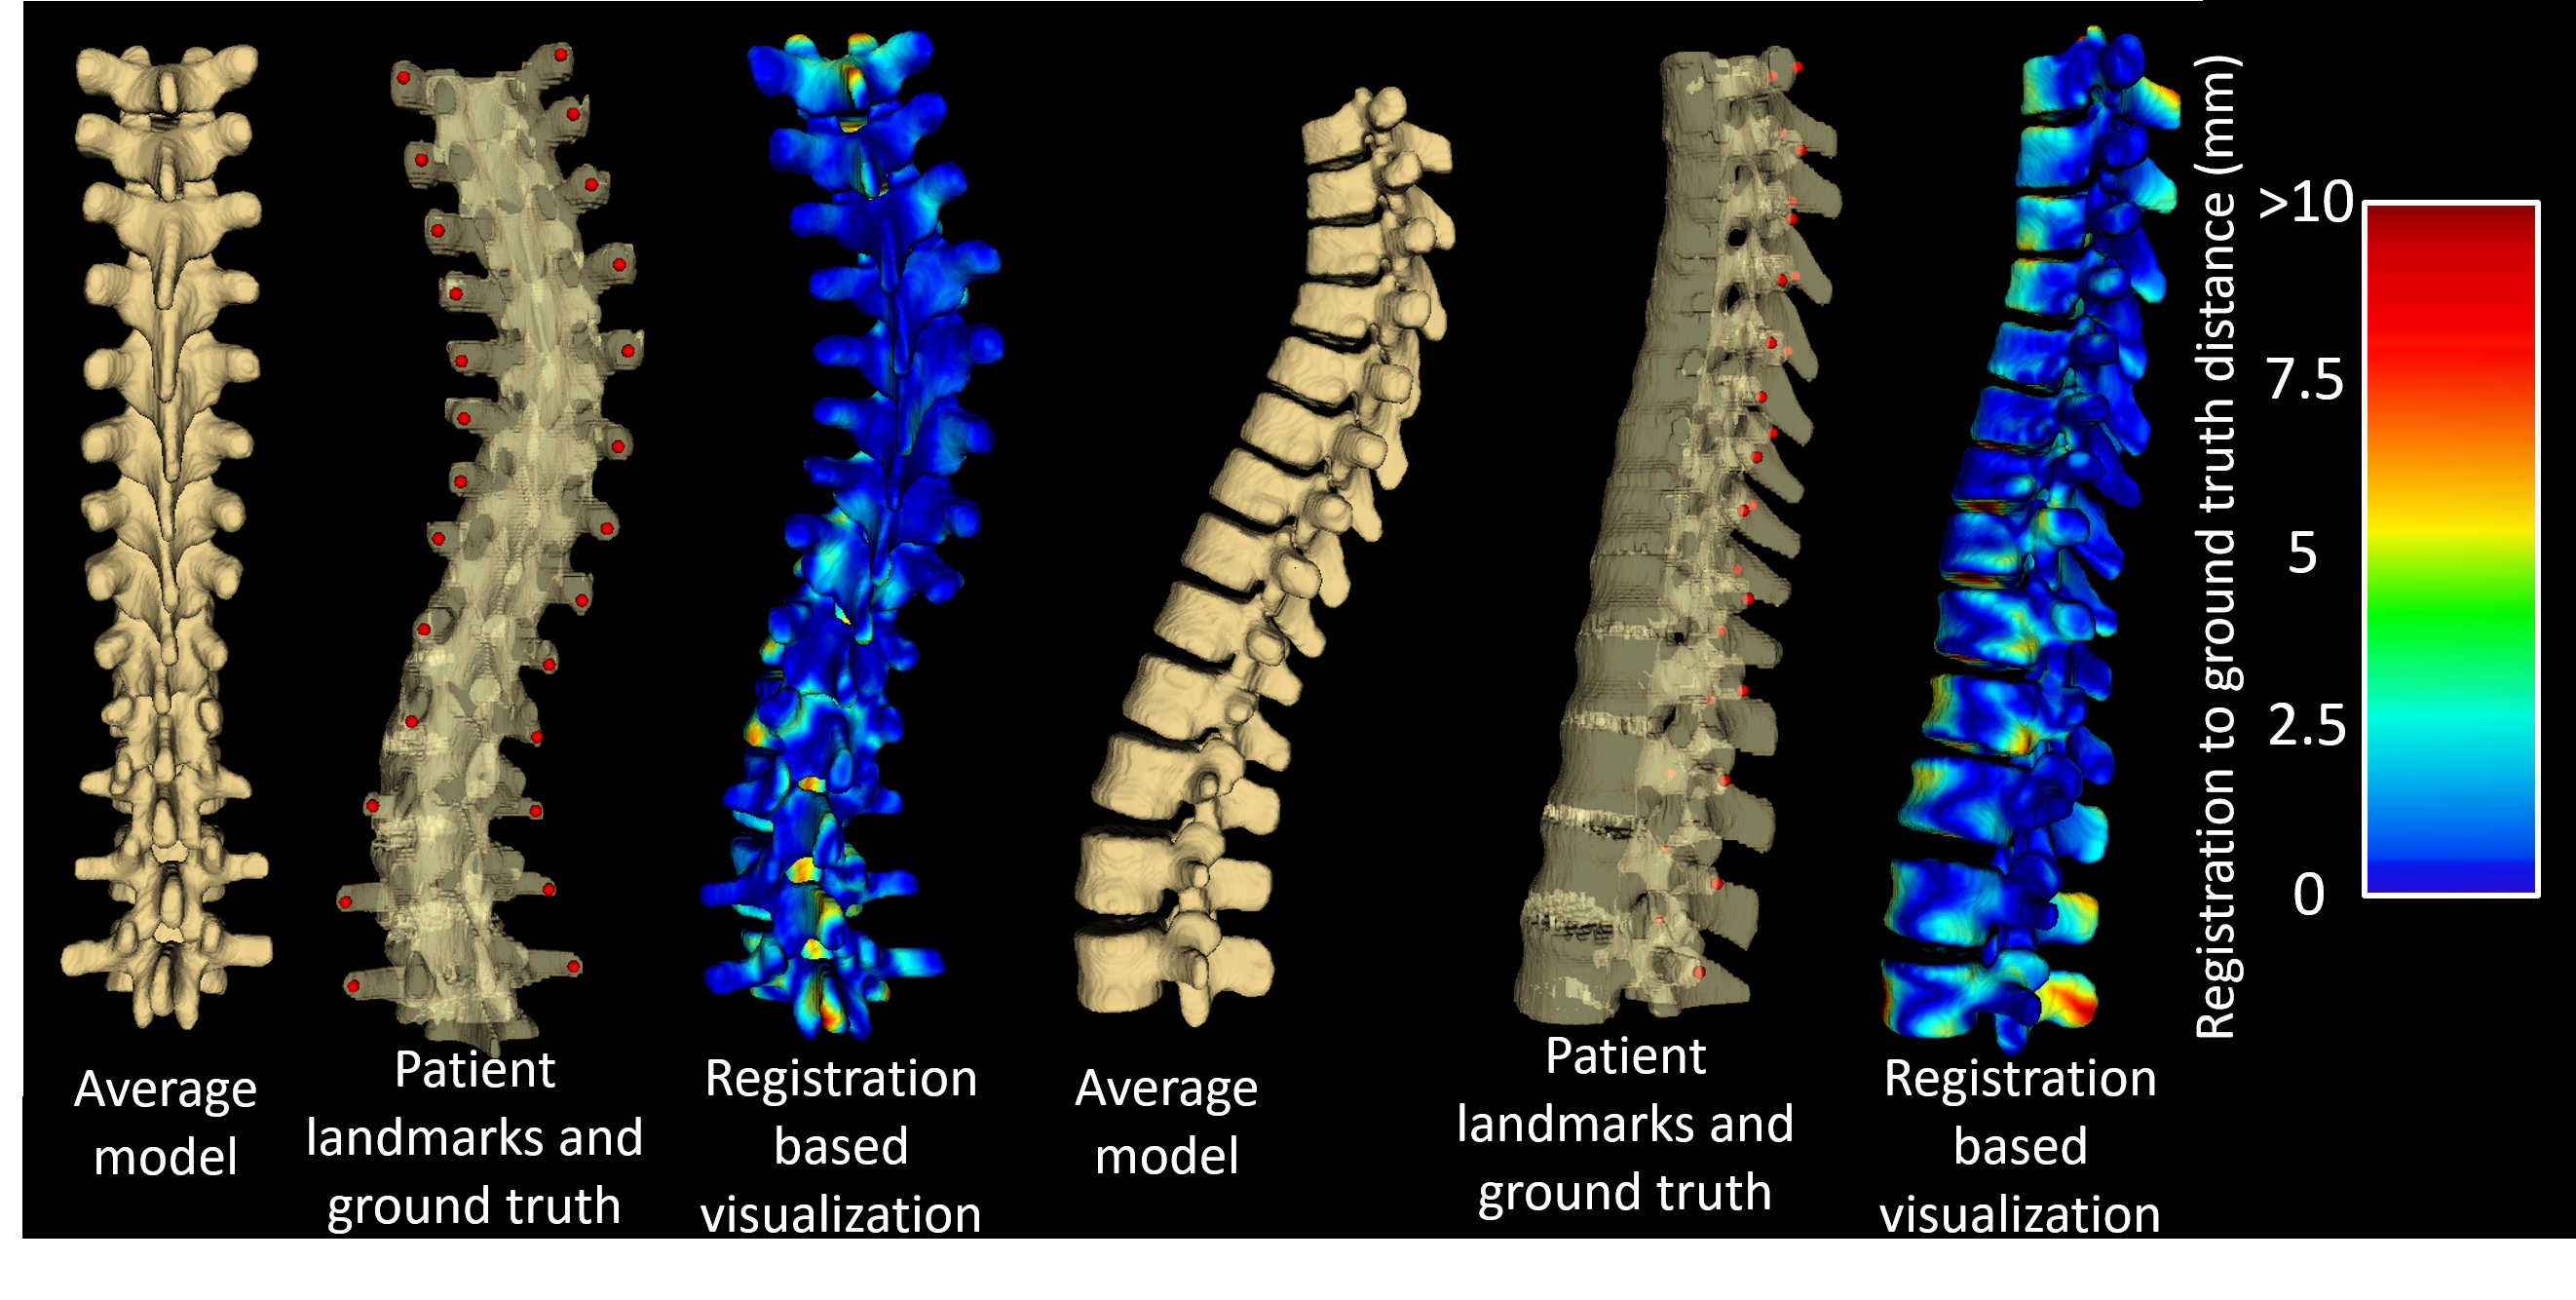 Average
model
Patient
landmarks and
ground truth
Registration
based
visualization
Average
model
Patient
landmarks and
ground truth
Registration
based
visualization
Registration to ground truth distance (mm)
>10
7.5
5
2.5
0